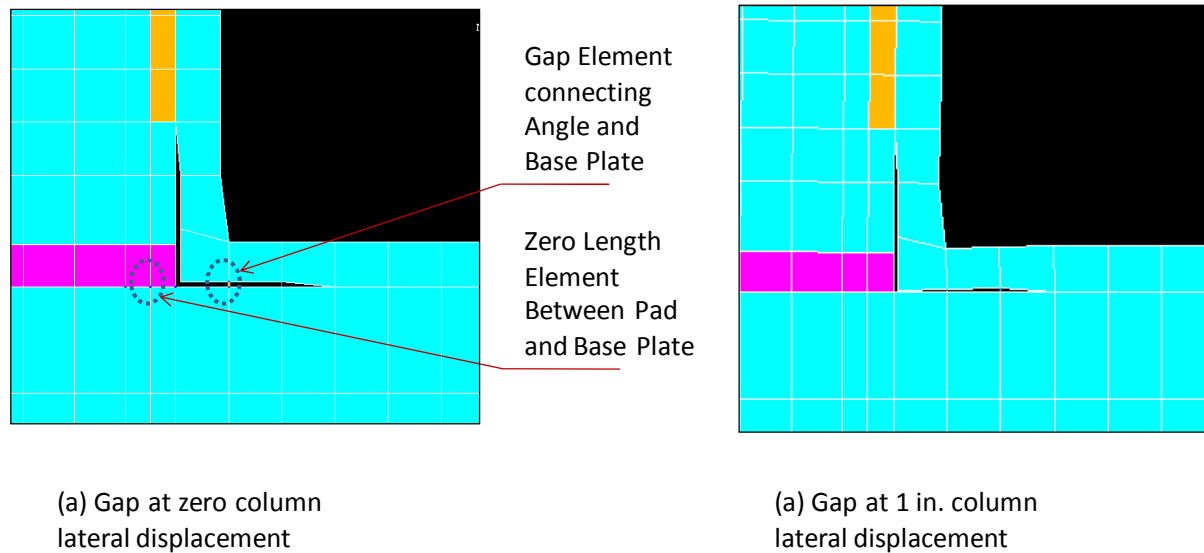 Gap Element
connecting
Angle and
Base Plate
Zero Length
Element
Between Pad
and Base Plate
(a) Gap at zero column
lateral displacement
(a) Gap at 1 in. column
lateral displacement